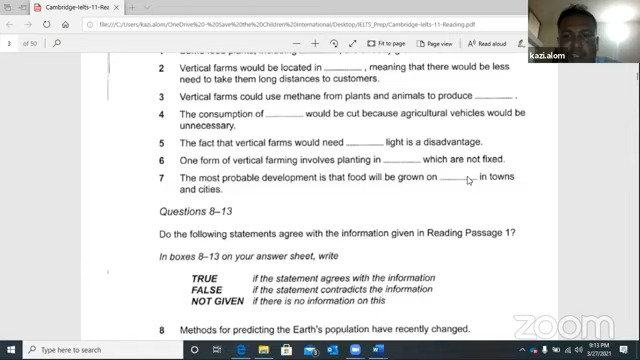 Cambridge-Ielts-11-Reading.pdf
file:///C:/Users/kazi.alom/OneDrive%20-%20Save%20the%20Children%20International/Desktop/IELTS_Prep/Cambridge-Ielts-11-Reading.pdf
3 of 50
Fit to page
Page view
Read aloud
kazi.alom
2 Vertical farms would be located in ________ , meaning that there would be less
need to take them long distances to customers.
3 Vertical farms could use methane from plants and animals to produce ________ .
4 The consumption of ________ would be cut because agricultural vehicles would be
unnecessary.
5 The fact that vertical farms would need ________ light is a disadvantage.
6 One form of vertical farming involves planting in ________ which are not fixed.
7 The most probable development is that food will be grown on ________ in towns
and cities.
Questions 8–13
Do the following statements agree with the information given in Reading Passage 1?
In boxes 8–13 on your answer sheet, write
TRUE if the statement agrees with the information
FALSE if the statement contradicts the information
NOT GIVEN if there is no information on this
8 Methods for predicting the Earth's population have recently changed.
zoom
Type here to search
9:13 PM
3/27/2021